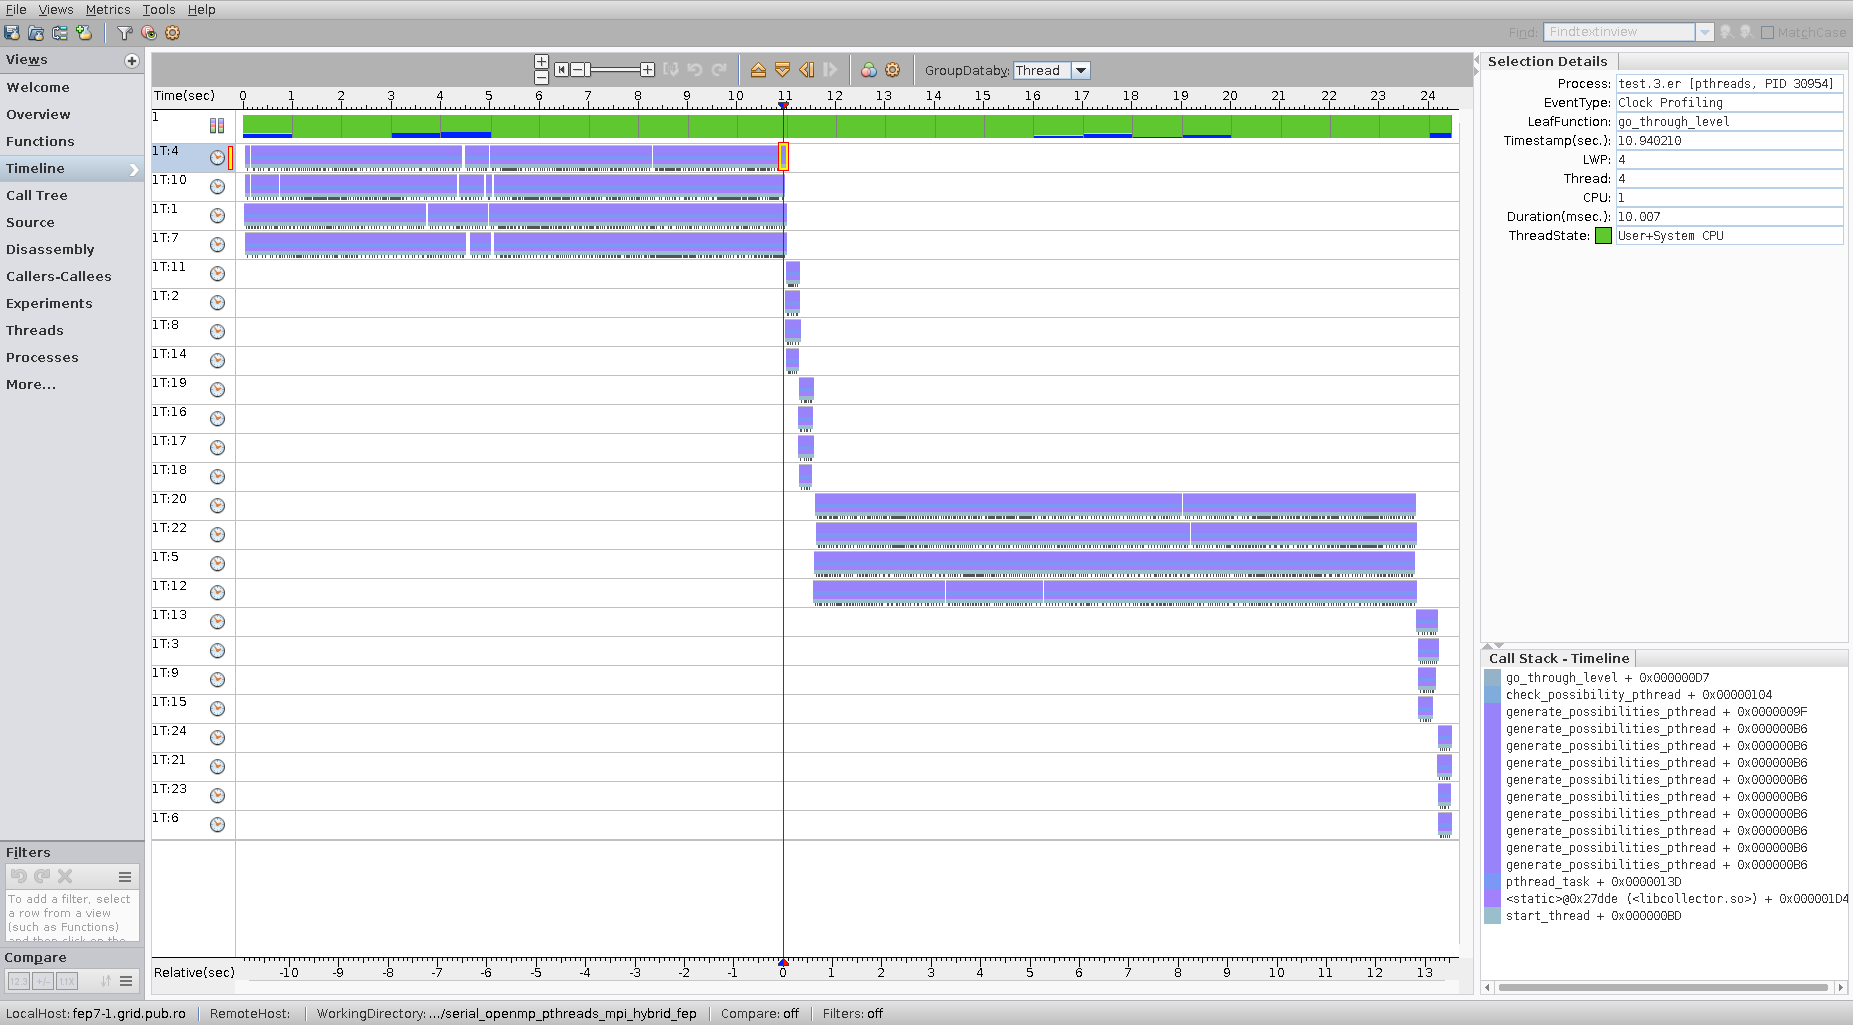 File Views Metrics Tools Help
Find: Findtextinview MatchCase
Views
Welcome
Overview
Functions
Timeline
Call Tree
Source
Disassembly
Callers-Callees
Experiments
Threads
Processes
More...
Filters
To add a filter, select
a row from a view
(such as Functions)
and then click on the
Compare
12.3 +/- 1.1X
GroupDataby: Thread
Time(sec) 0 1 2 3 4 5 6 7 8 9 10 11 12 13 14 15 16 17 18 19 20 21 22 23 24
1
1T:4
1T:10
1T:1
1T:7
1T:11
1T:2
1T:8
1T:14
1T:19
1T:16
1T:17
1T:18
1T:20
1T:22
1T:5
1T:12
1T:13
1T:3
1T:9
1T:15
1T:24
1T:21
1T:23
1T:6
Relative(sec) -10 -9 -8 -7 -6 -5 -4 -3 -2 -1 0 1 2 3 4 5 6 7 8 9 10 11 12 13
Selection Details
Process: test.3.er [pthreads, PID 30954]
EventType: Clock Profiling
LeafFunction: go_through_level
Timestamp(sec.): 10.940210
LWP: 4
Thread: 4
CPU: 1
Duration(msec.): 10.007
ThreadState: User+System CPU
Call Stack - Timeline
go_through_level + 0x000000D7
check_possibility_pthread + 0x00000104
generate_possibilities_pthread + 0x0000009F
generate_possibilities_pthread + 0x000000B6
generate_possibilities_pthread + 0x000000B6
generate_possibilities_pthread + 0x000000B6
generate_possibilities_pthread + 0x000000B6
generate_possibilities_pthread + 0x000000B6
generate_possibilities_pthread + 0x000000B6
generate_possibilities_pthread + 0x000000B6
generate_possibilities_pthread + 0x000000B6
generate_possibilities_pthread + 0x000000B6
pthread_task + 0x0000013D
<static>@0x27dde (<libcollector.so>) + 0x000001D4
start_thread + 0x000000BD
LocalHost: fep7-1.grid.pub.ro RemoteHost: WorkingDirectory: .../serial_openmp_pthreads_mpi_hybrid_fep Compare: off Filters: off